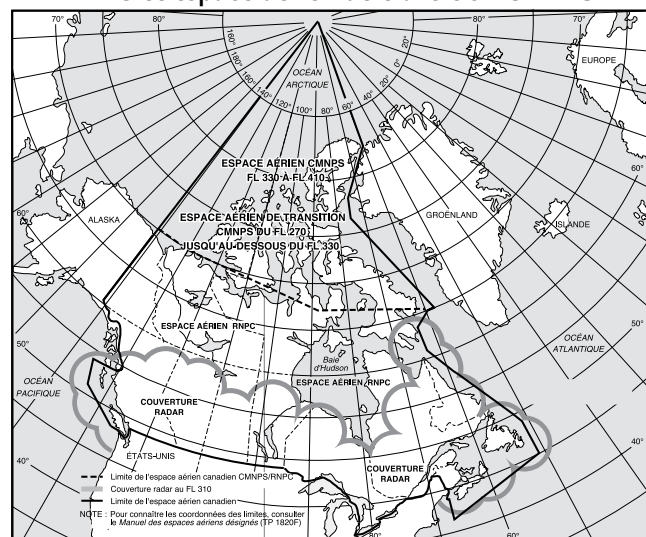 70°
160°
160°
140°
120°
100°
80°
60°
40°
20°
0°
20°
80°
70°
OCÉAN
ARCTIQUE
EUROPE
ESPACE AÉRIEN CMNPS
FL 330 À FL 410
ALASKA
ESPACE AÉRIEN DE TRANSITION
CMNPS DU FL 270
JUSQU'AU-DESSOUS DU FL 330
GROËNLAND
ISLANDE
60°
60°
ESPACE AÉRIEN RNPC
50°
50°
OCÉAN
ATLANTIQUE
Baie
d'Hudson
ESPACE AÉRIEN RNPC
OCÉAN
PACIFIQUE
COUVERTURE
RADAR
40°
40°
ÉTATS-UNIS
COUVERTURE
RADAR
Limite de l'espace aérien canadien CMNPS/RNPC
Couverture radar au FL 310
Limite de l'espace aérien canadien
NOTE : Pour connaître les coordonnées des limites, consulter
le Manuel des espaces aériens désignés (TP 1820F)
80°
60°